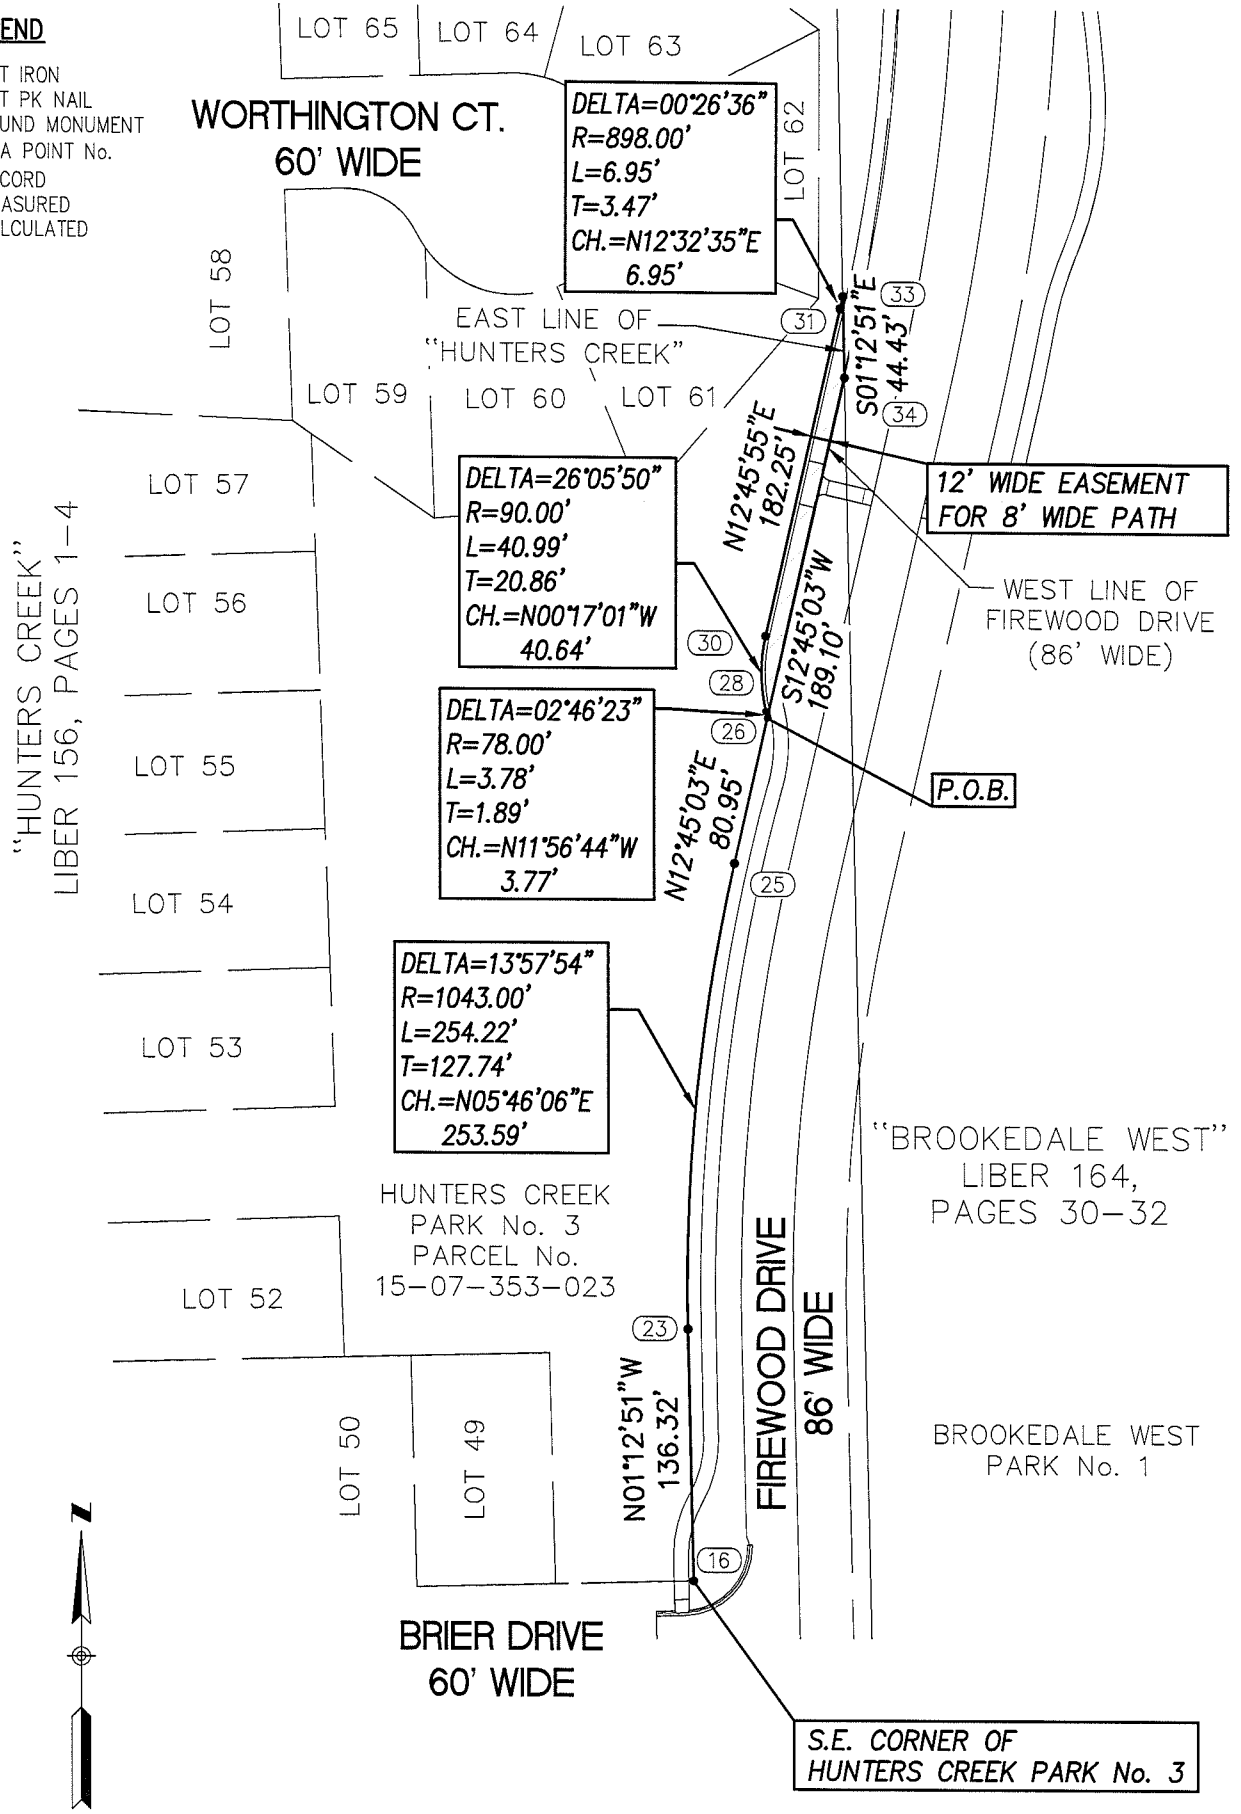 END
T IRON
T PK NAIL
UND MONUMENT
A POINT No.
CORD
ASURED
LCULATED
LOT 65
LOT 64
LOT 63
WORTHINGTON CT.
60' WIDE
DELTA=00°26'36"
R=898.00'
L=6.95'
T=3.47'
CH.=N12°32'35"E
6.95'
LOT 62
LOT 58
EAST LINE OF
"HUNTERS CREEK"
31
33
S01°12'51"E
44.43'
34
LOT 59
LOT 60
LOT 61
N12°45'55"E
182.25'
12' WIDE EASEMENT
FOR 8' WIDE PATH
LOT 57
DELTA=26°05'50"
R=90.00'
L=40.99'
T=20.86'
CH.=N00°17'01"W
40.64'
"HUNTERS CREEK"
LIBER 156, PAGES 1-4
LOT 56
WEST LINE OF
FIREWOOD DRIVE
(86' WIDE)
30
28
S12°45'03"W
189.10'
26
DELTA=02°46'23"
R=78.00'
L=3.78'
T=1.89'
CH.=N11°56'44"W
3.77'
LOT 55
P.O.B.
N12°45'03"E
80.95'
25
LOT 54
DELTA=13°57'54"
R=1043.00'
L=254.22'
T=127.74'
CH.=N05°46'06"E
253.59'
LOT 53
"BROOKEDALE WEST"
LIBER 164,
PAGES 30-32
HUNTERS CREEK
PARK No. 3
PARCEL No.
15-07-353-023
LOT 52
23
FIREWOOD DRIVE
86' WIDE
N01°12'51"W
136.32'
LOT 50
LOT 49
BROOKEDALE WEST
PARK No. 1
16
Z
BRIER DRIVE
60' WIDE
S.E. CORNER OF
HUNTERS CREEK PARK No. 3